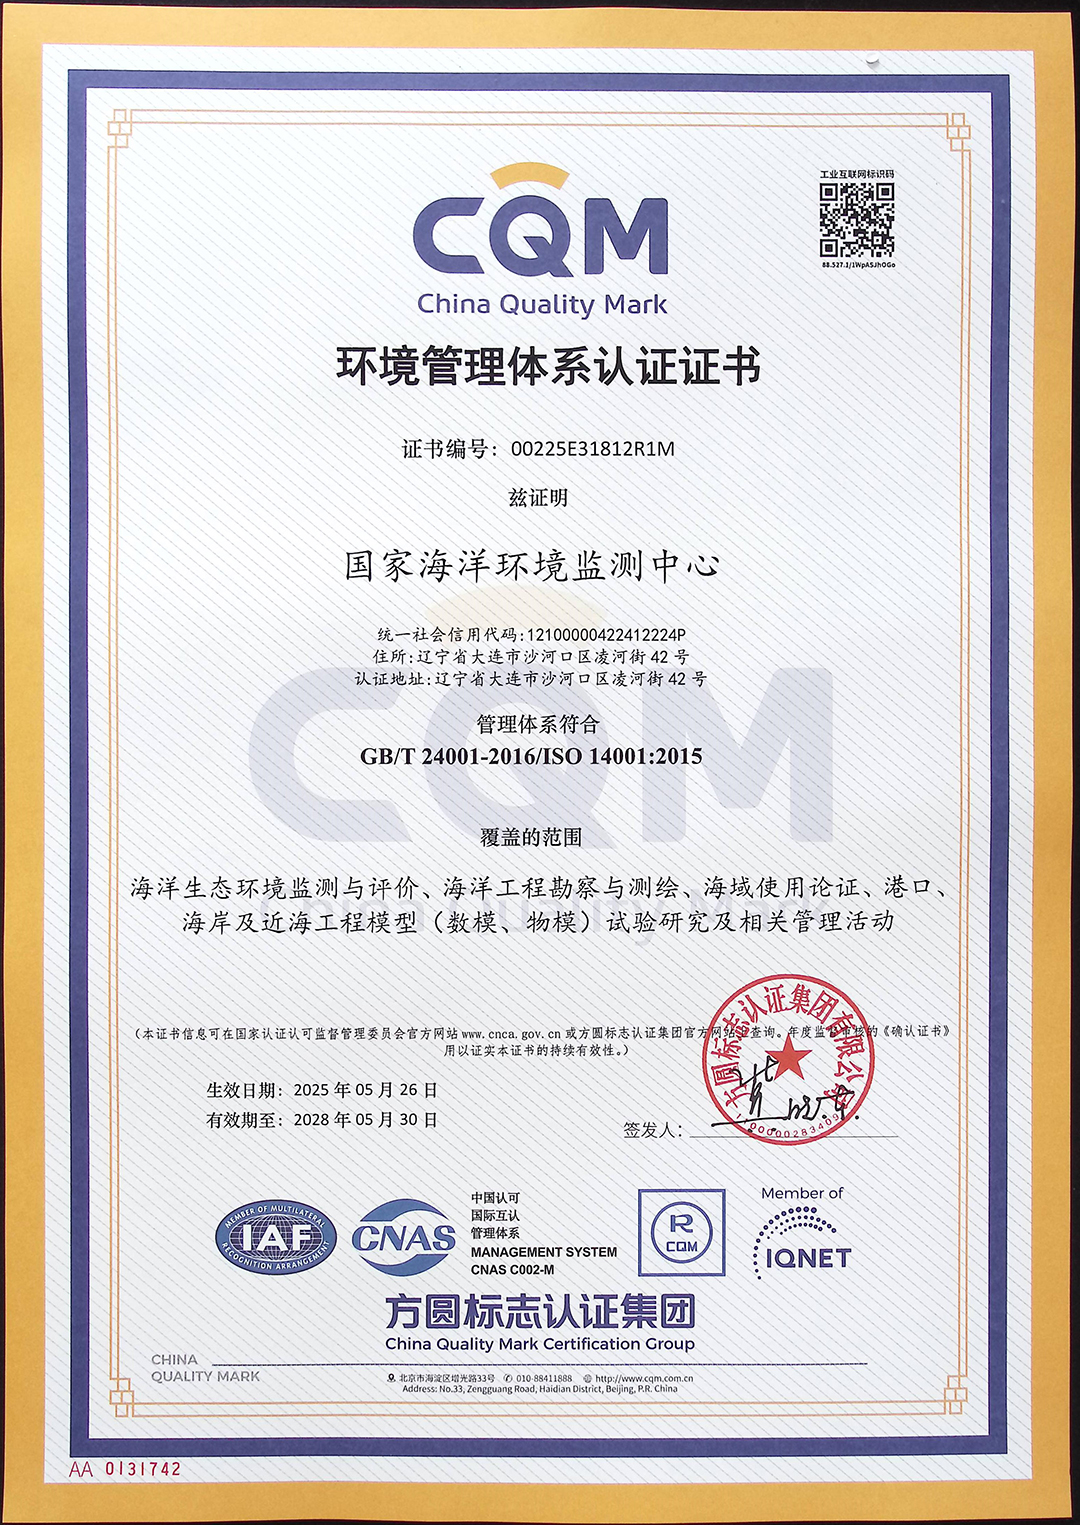 工业互联网标识码
88.527.1/1WpASJhOGo
CQM
China Quality Mark
环境管理体系认证证书
证书编号：00225E31812R1M
兹证明
国家海洋环境监测中心
统一社会信用代码:12100000422412224P
住所:辽宁省大连市沙河口区凌河街 42 号
认证地址:辽宁省大连市沙河口区凌河街 42 号
管理体系符合
GB/T 24001-2016/ISO 14001:2015
覆盖的范围
海洋生态环境监测与评价、海洋工程勘察与测绘、海域使用论证、港口、
海岸及近海工程模型（数模、物模）试验研究及相关管理活动
（本证书信息可在国家认证认可监督管理委员会官方网站 www.cnca.gov.cn 或方圆标志认证集团官方网站上查询。年度监督审核的《确认证书》
用以证实本证书的持续有效性。）
方圆标志认证集团有限公司
生效日期：2025 年 05 月 26 日
有效期至：2028 年 05 月 30 日
签发人：
MEMBER OF MULTILATERAL
IAF
RECOGNITION ARRANGEMENT
CNAS
中国认可
国际互认
管理体系
MANAGEMENT SYSTEM
CNAS C002-M
R
CQM
Member of
IQNET
方圆标志认证集团
China Quality Mark Certification Group
CHINA
QUALITY MARK
北京市海淀区增光路33号 010-88411888 http://www.cqm.com.cn
Address: No.33, Zengguang Road, Haidian District, Beijing, P.R. China
AA 0131742